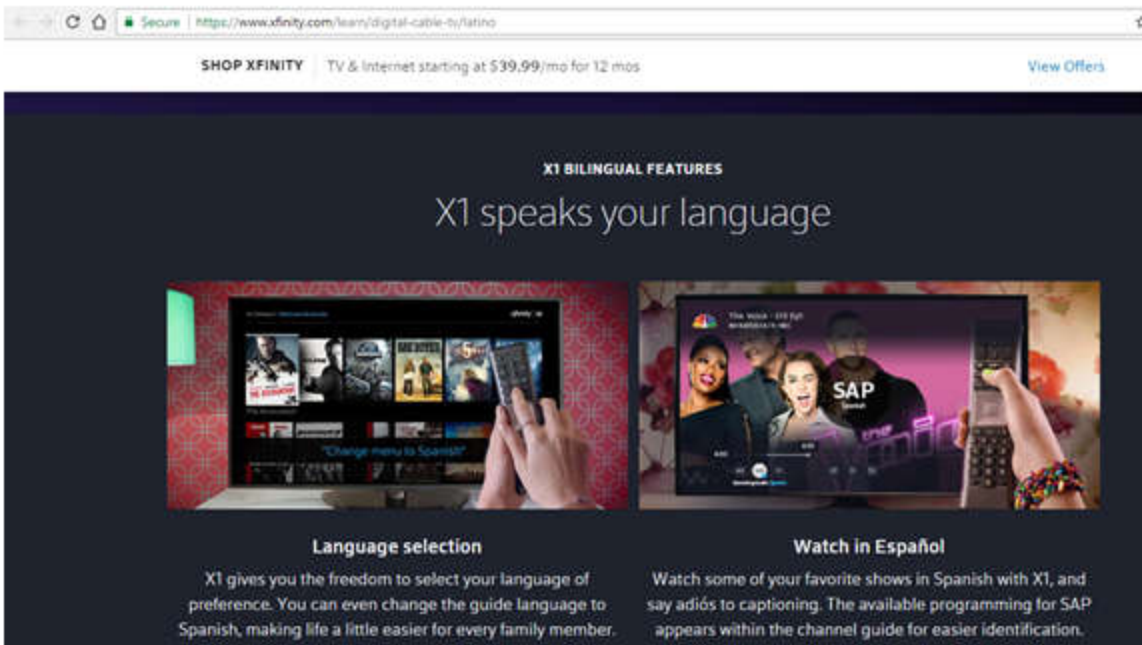 Secure https://www.xfinity.com/learn/digital-cable-tv/latino
SHOP XFINITY TV & Internet starting at $39.99/mo for 12 mos View Offers
X1 BILINGUAL FEATURES
X1 speaks your language
xfinity
"Change menu to Spanish"
The Voice
SAP
Spanish
Language selection
X1 gives you the freedom to select your language of
preference. You can even change the guide language to
Spanish, making life a little easier for every family member.
Watch in Español
Watch some of your favorite shows in Spanish with X1, and
say adiós to captioning. The available programming for SAP
appears within the channel guide for easier identification.